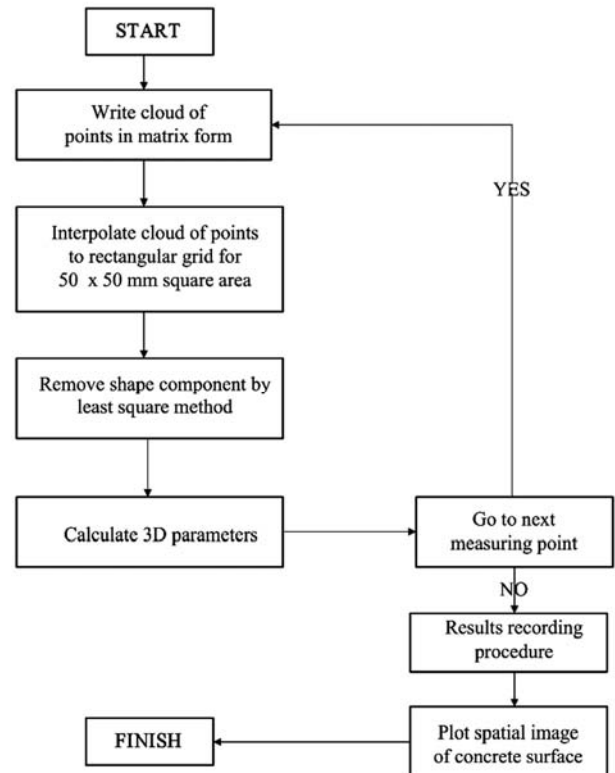 START
Write cloud of
points in matrix form
YES
Interpolate cloud of points
to rectangular grid for
50 x 50 mm square area
Remove shape component by
least square method
Calculate 3D parameters
Go to next
measuring point
NO
Results recording
procedure
Plot spatial image
of concrete surface
FINISH